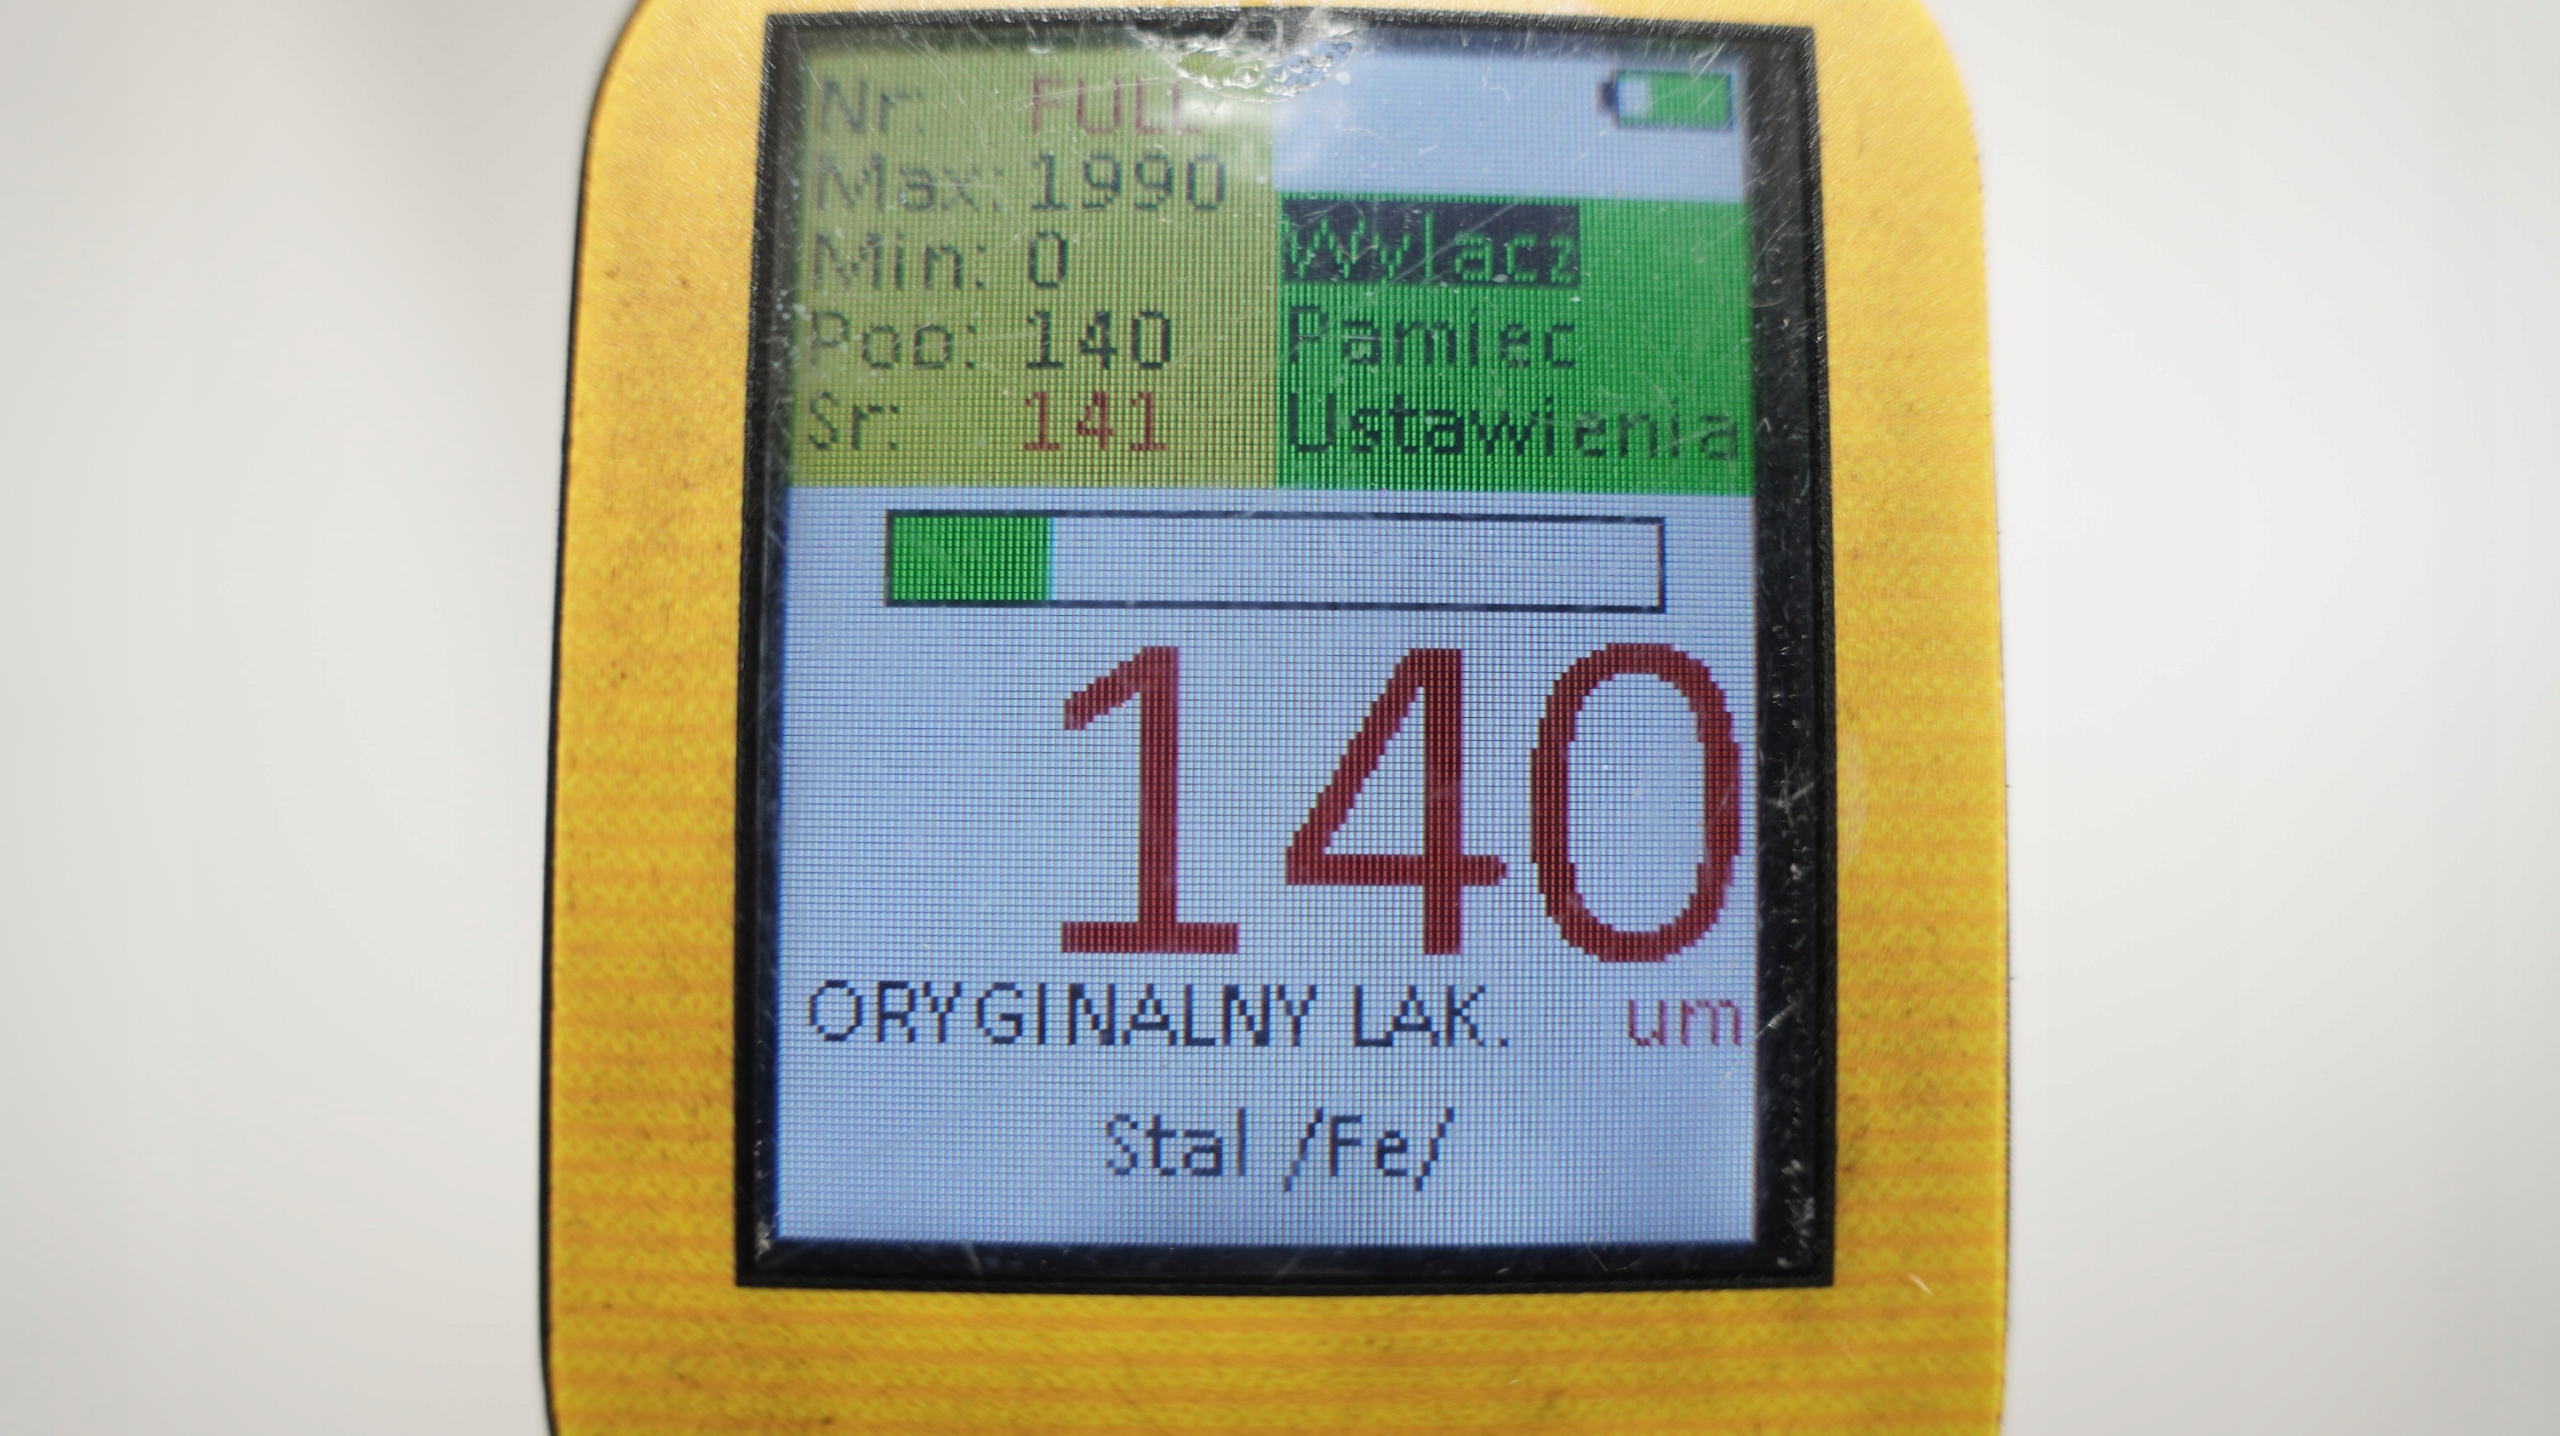 Nr: FULL
Max: 1990
Min: 0
Poo: 140
Sr: 141
Wylacz
Pamiec
Ustawienia
140
ORYGINALNY LAK. um
Stal /Fe/